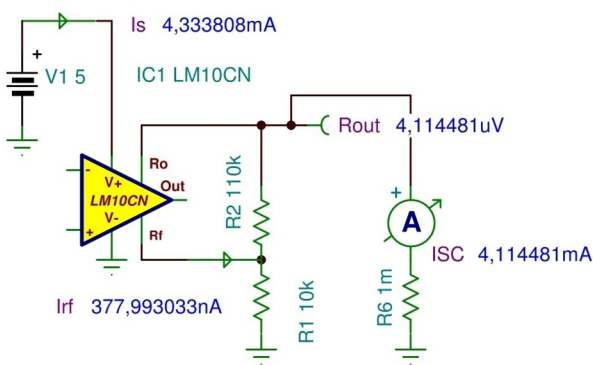 Is 4,333808mA
+
V1 5
IC1 LM10CN
Rout 4,114481uV
Ro
-
V+
Out
LM10CN
V-
+
Rf
R2 110k
+
A
ISC 4,114481mA
Irf 377,993033nA
R1 10k
R6 1m